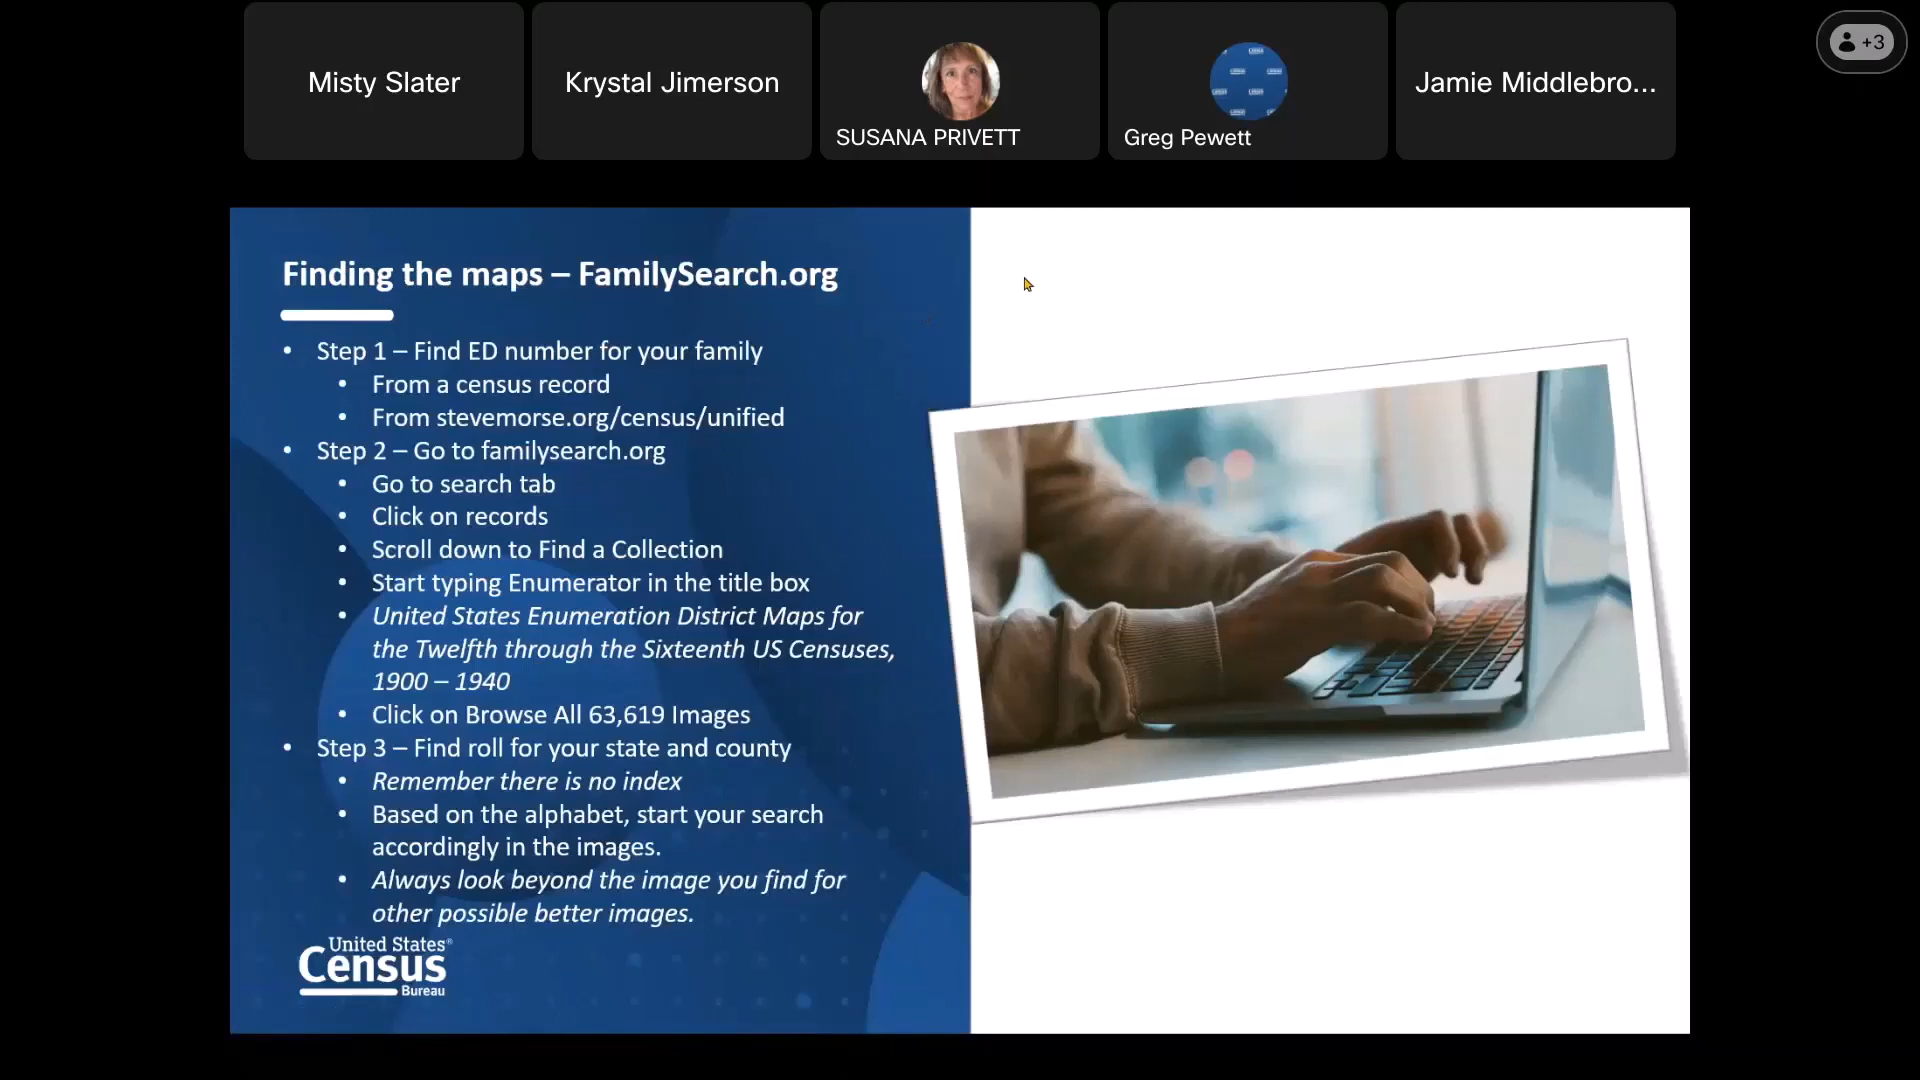 Misty Slater
Krystal Jimerson
SUSANA PRIVETT
Greg Pewett
Jamie Middlebro...
+3
Finding the maps – FamilySearch.org
• Step 1 – Find ED number for your family
• From a census record
• From stevemorse.org/census/unified
• Step 2 – Go to familysearch.org
• Go to search tab
• Click on records
• Scroll down to Find a Collection
• Start typing Enumerator in the title box
• United States Enumeration District Maps for
the Twelfth through the Sixteenth US Censuses,
1900 – 1940
• Click on Browse All 63,619 Images
• Step 3 – Find roll for your state and county
• Remember there is no index
• Based on the alphabet, start your search
accordingly in the images.
• Always look beyond the image you find for
other possible better images.
United States®
Census
Bureau